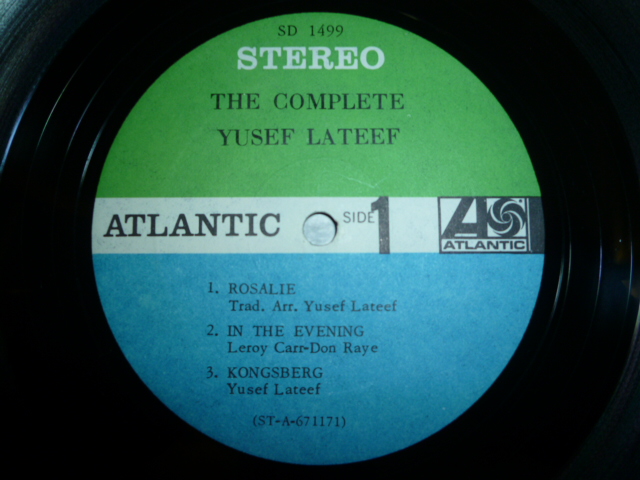 SD 1499
STEREO
THE COMPLETE
YUSEF LATEEF
ATLANTIC
SIDE 1
ATLANTIC
1. ROSALIE
Trad. Arr. Yusef Lateef
2. IN THE EVENING
Leroy Carr-Don Raye
3. KONGSBERG
Yusef Lateef
(ST-A-671171)